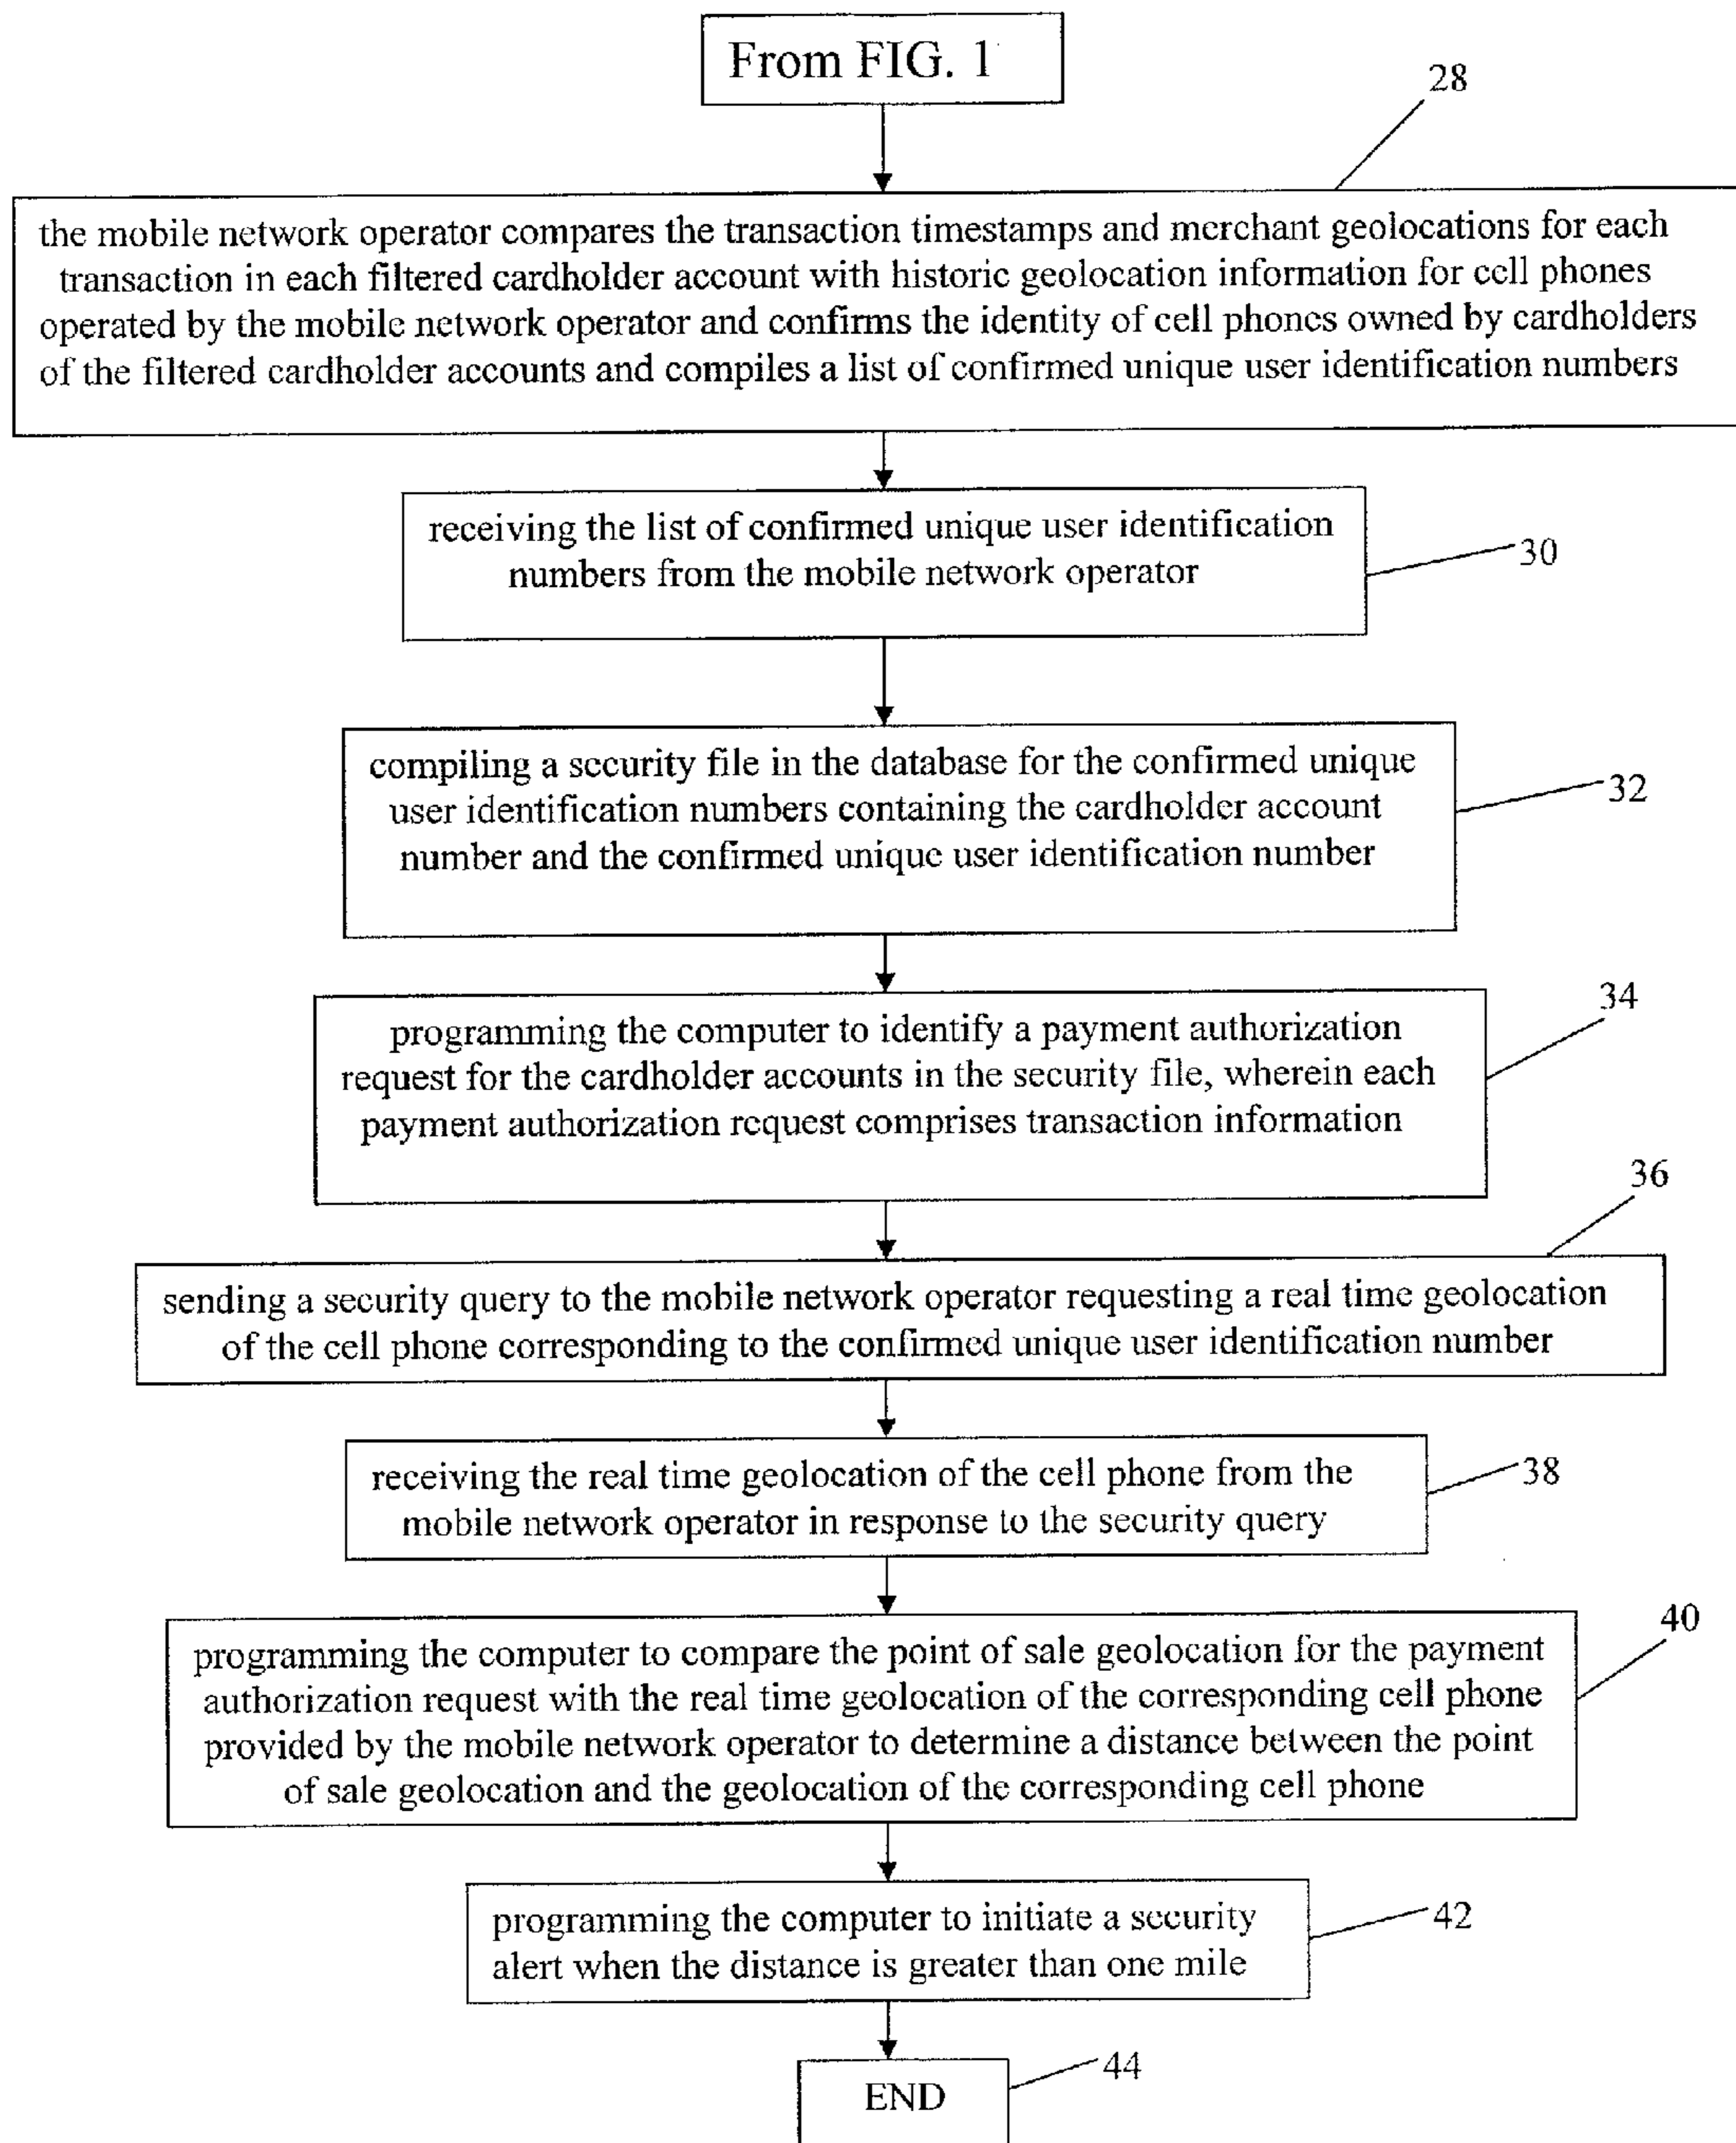 From FIG. 1
28
the mobile network operator compares the transaction timestamps and merchant geolocations for each
transaction in each filtered cardholder account with historic geolocation information for cell phones
operated by the mobile network operator and confirms the identity of cell phones owned by cardholders
of the filtered cardholder accounts and compiles a list of confirmed unique user identification numbers
receiving the list of confirmed unique user identification
numbers from the mobile network operator
30
compiling a security file in the database for the confirmed unique
user identification numbers containing the cardholder account
number and the confirmed unique user identification number
32
programming the computer to identify a payment authorization
request for the cardholder accounts in the security file, wherein each
payment authorization request comprises transaction information
34
36
sending a security query to the mobile network operator requesting a real time geolocation
of the cell phone corresponding to the confirmed unique user identification number
receiving the real time geolocation of the cell phone from the
mobile network operator in response to the security query
38
programming the computer to compare the point of sale geolocation for the payment
authorization request with the real time geolocation of the corresponding cell phone
provided by the mobile network operator to determine a distance between the point
of sale geolocation and the geolocation of the corresponding cell phone
40
programming the computer to initiate a security
alert when the distance is greater than one mile
42
END
44